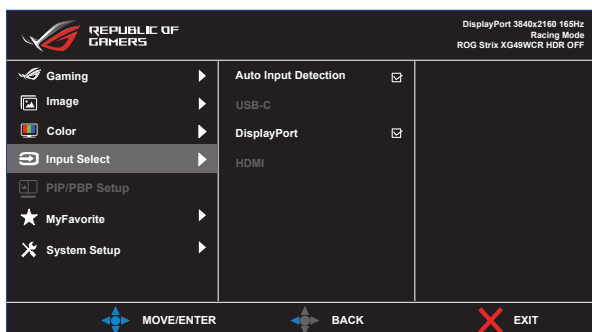 REPUBLIC OF
GAMERS
DisplayPort 3840x2160 165Hz
Racing Mode
ROG Strix XG49WCR HDR OFF
Gaming
Image
Color
Input Select
PIP/PBP Setup
MyFavorite
System Setup
Auto Input Detection
USB-C
DisplayPort
HDMI
MOVE/ENTER
BACK
EXIT